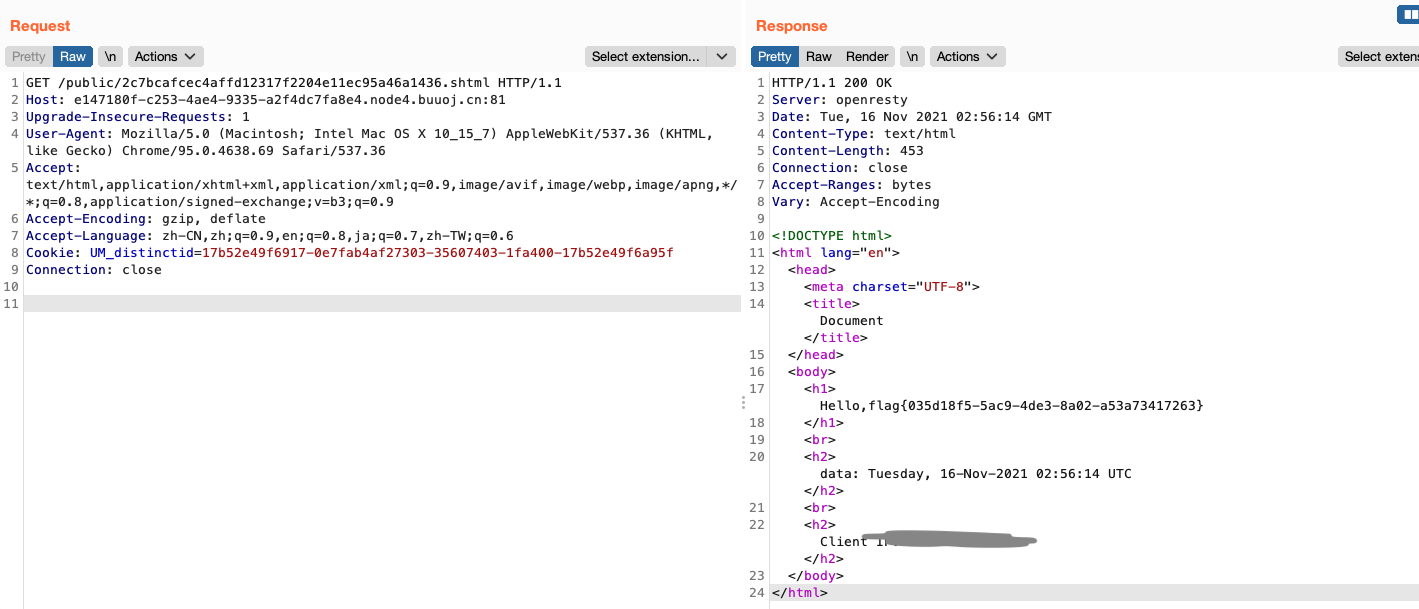 Request
Pretty Raw \n Actions Select extension...
1 GET /public/2c7bcafcec4affd12317f2204e11ec95a46a1436.shtml HTTP/1.1
2 Host: e147180f-c253-4ae4-9335-a2f4dc7fa8e4.node4.buuoj.cn:81
3 Upgrade-Insecure-Requests: 1
4 User-Agent: Mozilla/5.0 (Macintosh; Intel Mac OS X 10_15_7) AppleWebKit/537.36 (KHTML,
like Gecko) Chrome/95.0.4638.69 Safari/537.36
5 Accept:
text/html,application/xhtml+xml,application/xml;q=0.9,image/avif,image/webp,image/apng,*/
*;q=0.8,application/signed-exchange;v=b3;q=0.9
6 Accept-Encoding: gzip, deflate
7 Accept-Language: zh-CN,zh;q=0.9,en;q=0.8,ja;q=0.7,zh-TW;q=0.6
8 Cookie: UM_distinctid=17b52e49f6917-0e7fab4af27303-35607403-1fa400-17b52e49f6a95f
9 Connection: close
10
11
Response
Pretty Raw Render \n Actions Select exten
1 HTTP/1.1 200 OK
2 Server: openresty
3 Date: Tue, 16 Nov 2021 02:56:14 GMT
4 Content-Type: text/html
5 Content-Length: 453
6 Connection: close
7 Accept-Ranges: bytes
8 Vary: Accept-Encoding
9
10 <!DOCTYPE html>
11 <html lang="en">
12 <head>
13 <meta charset="UTF-8">
14 <title>
Document
</title>
15 </head>
16 <body>
17 <h1>
Hello,flag{035d18f5-5ac9-4de3-8a02-a53a73417263}
18 </h1>
19 <br>
20 <h2>
data: Tuesday, 16-Nov-2021 02:56:14 UTC
</h2>
21 <br>
22 <h2>
Client
</h2>
23 </body>
24 </html>